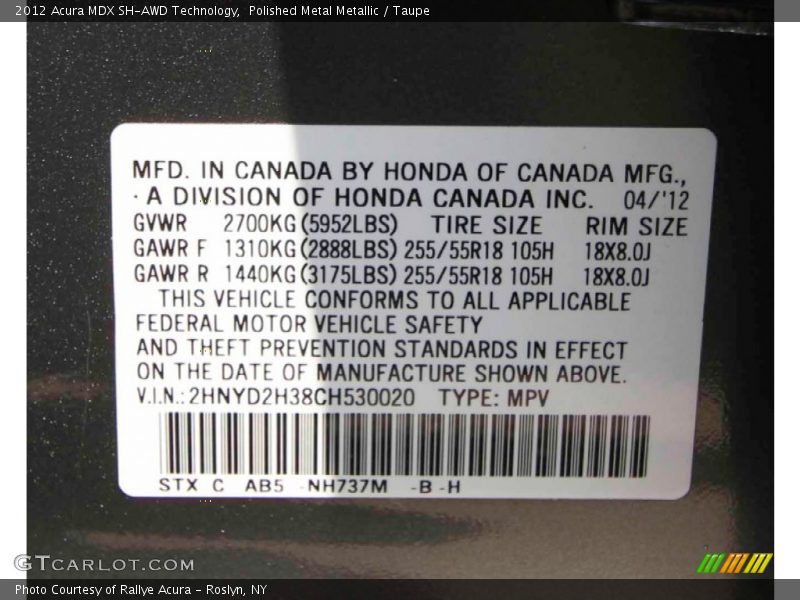 2012 Acura MDX SH-AWD Technology, Polished Metal Metallic / Taupe
MFD. IN CANADA BY HONDA OF CANADA MFG.,
A DIVISION OF HONDA CANADA INC. 04/'12
GVWR 2700KG(5952LBS) TIRE SIZE RIM SIZE
GAWR F 1310KG(2888LBS) 255/55R18 105H 18X8.0J
GAWR R 1440KG(3175LBS) 255/55R18 105H 18X8.0J
THIS VEHICLE CONFORMS TO ALL APPLICABLE
FEDERAL MOTOR VEHICLE SAFETY
AND THEFT PREVENTION STANDARDS IN EFFECT
ON THE DATE OF MANUFACTURE SHOWN ABOVE.
V.I.N.: 2HNYD2H38CH530020 TYPE: MPV
STX C AB5 -NH737M -B -H
GTCARLOT.COM
Photo Courtesy of Rallye Acura - Roslyn, NY